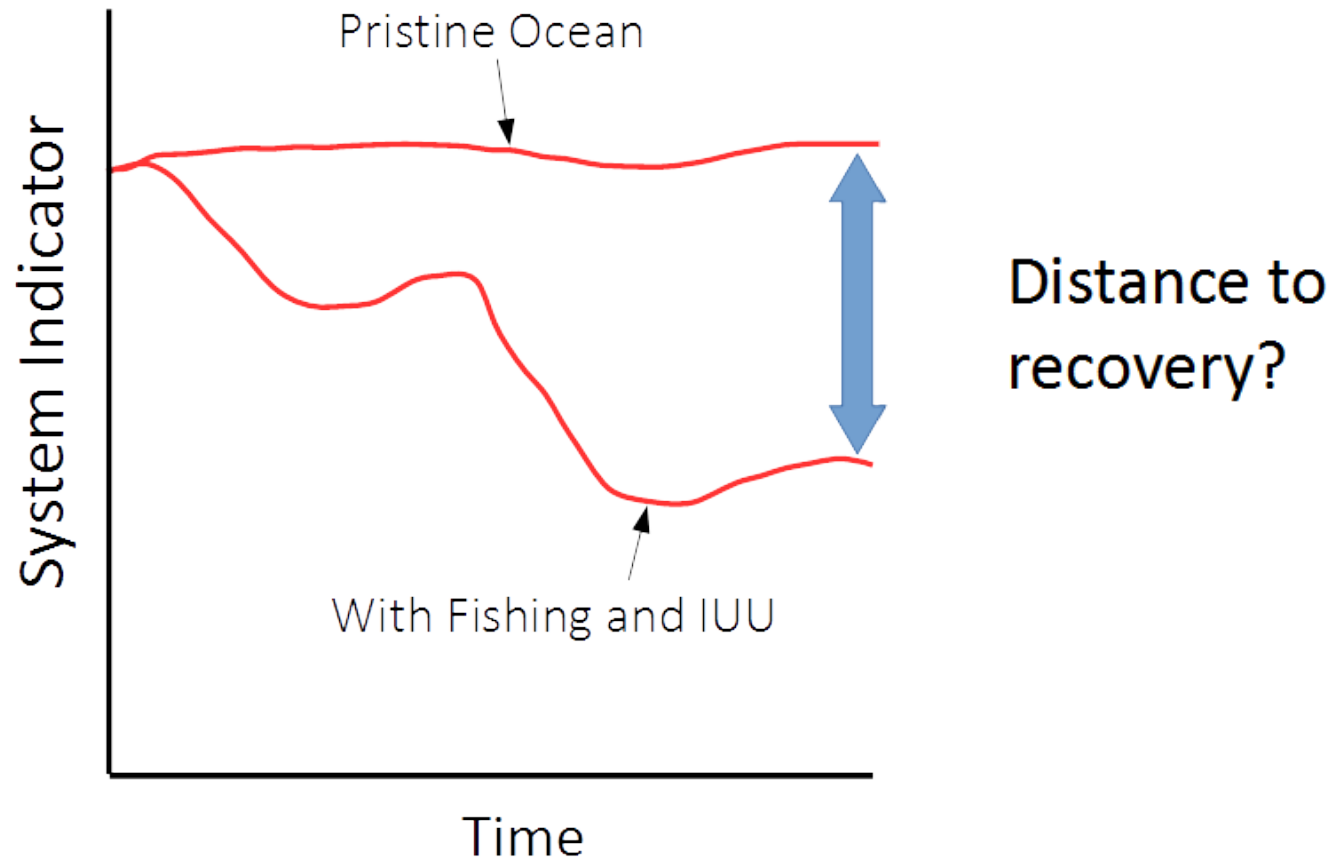 Pristine Ocean
System Indicator
Distance to
recovery?
With Fishing and IUU
Time